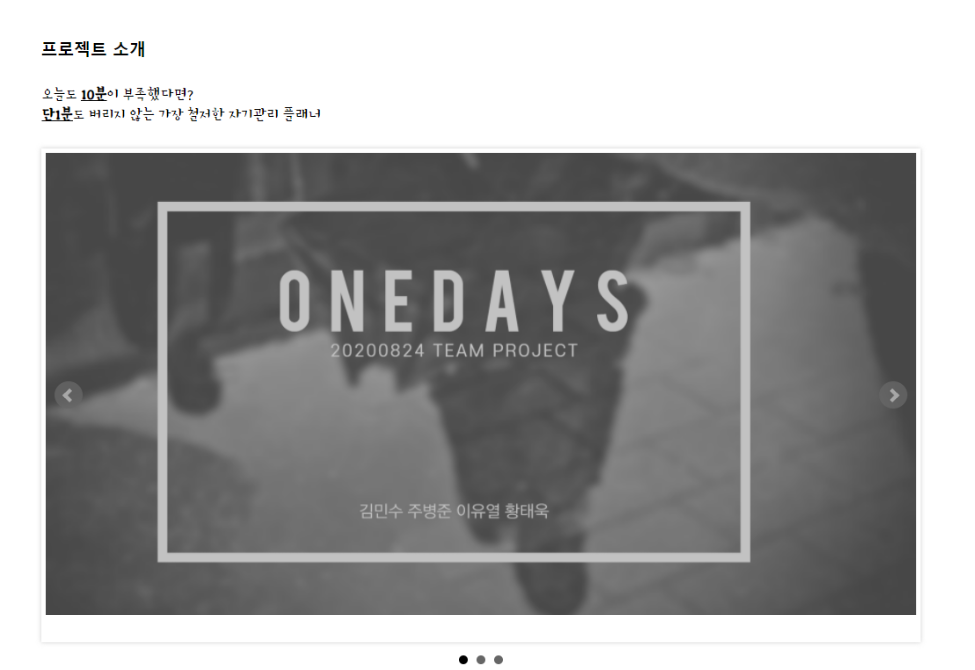 프로젝트 소개
오늘도 10분이 부족했다면?
단1분도 버리지 않는 가장 철저한 자기관리 플래너
ONEDAYS
20200824 TEAM PROJECT
김민수 주병준 이유열 황태욱